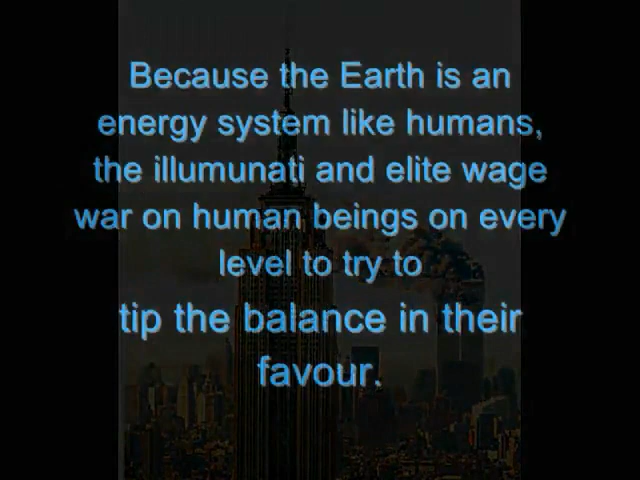 Because the Earth is an
energy system like humans,
the illumunati and elite wage
war on human beings on every
level to try to
tip the balance in their
favour.